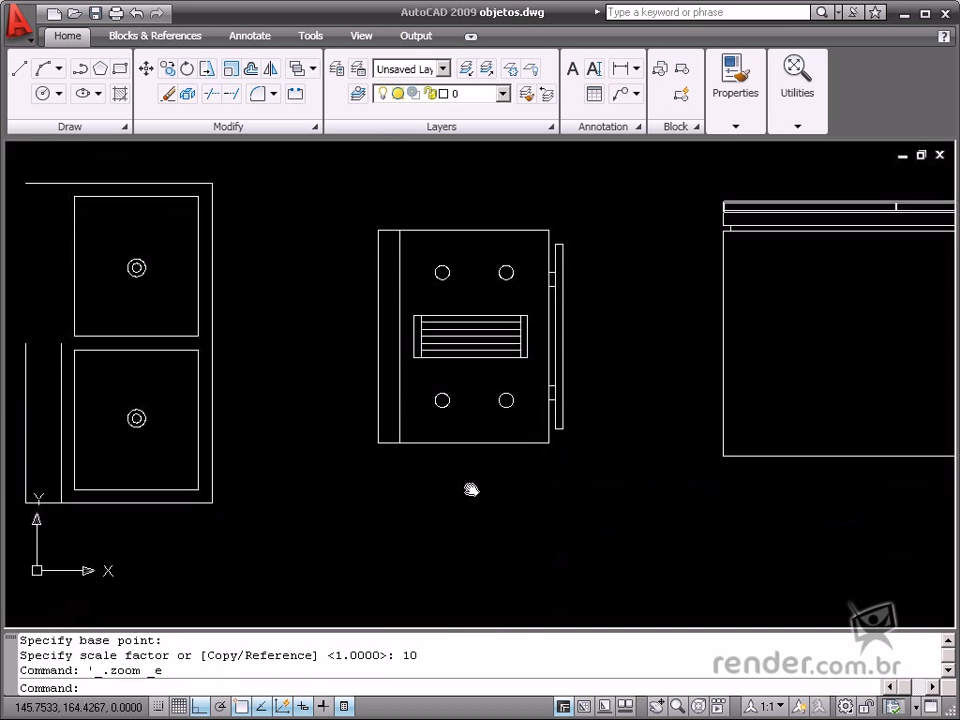 AutoCAD 2009 objetos.dwg
Type a keyword or phrase
Home
Blocks & References
Annotate
Tools
View
Output
Unsaved Lay
0
Properties
Utilities
Draw
Modify
Layers
Annotation
Block
Y
X
Specify base point:
Specify scale factor or [Copy/Reference] <1.0000>: 10
Command: '_.zoom _e
Command:
render.com.br
145.7533, 164.4267, 0.0000
1:1